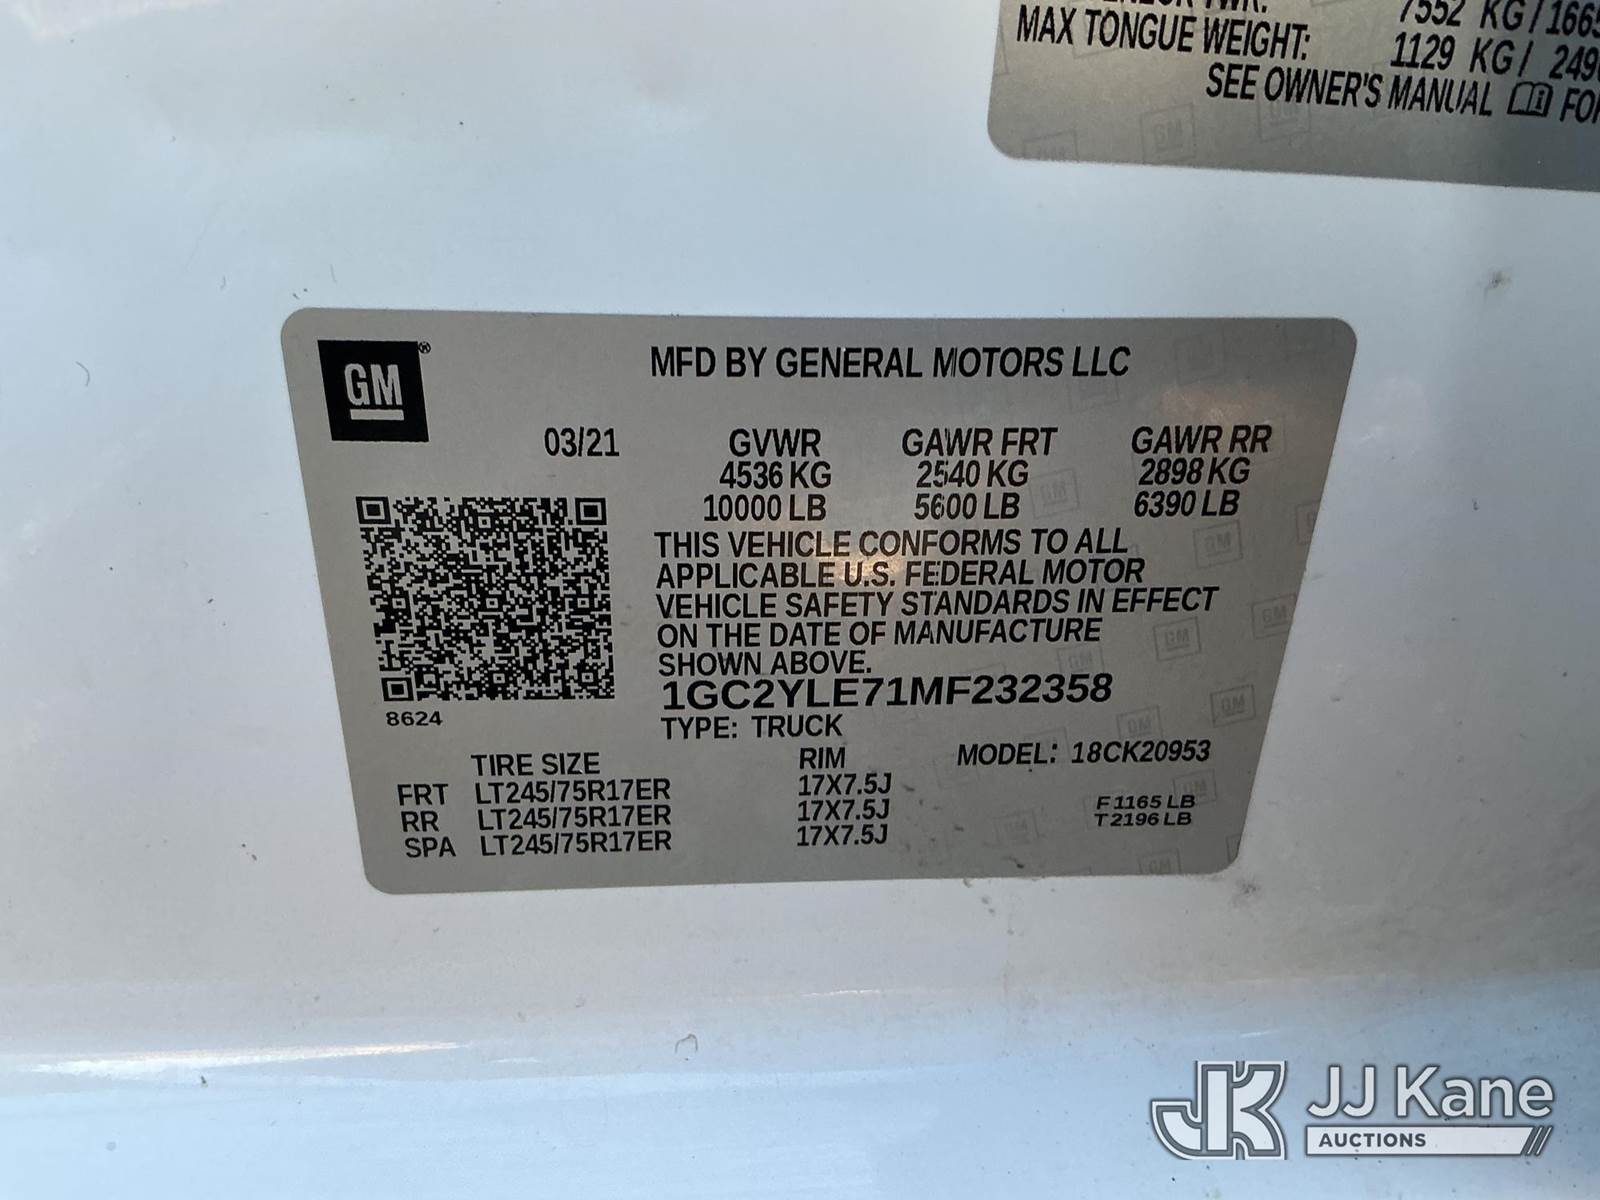 7552 KG/
MAX TONGUE WEIGHT: 1129 KG/
SEE OWNER'S MANUAL
GM®
MFD BY GENERAL MOTORS LLC
03/21 GVWR GAWR FRT GAWR RR
4536 KG 2540 KG 2898 KG
10000 LB 5600 LB 6390 LB
THIS VEHICLE CONFORMS TO ALL
APPLICABLE U.S. FEDERAL MOTOR
VEHICLE SAFETY STANDARDS IN EFFECT
ON THE DATE OF MANUFACTURE
SHOWN ABOVE.
1GC2YLE71MF232358
8624
TYPE: TRUCK
TIRE SIZE RIM MODEL: 18CK20953
FRT LT245/75R17ER 17X7.5J
RR LT245/75R17ER 17X7.5J
SPA LT245/75R17ER 17X7.5J
F 1165 LB
T 2196 LB
JK JJ Kane
AUCTIONS